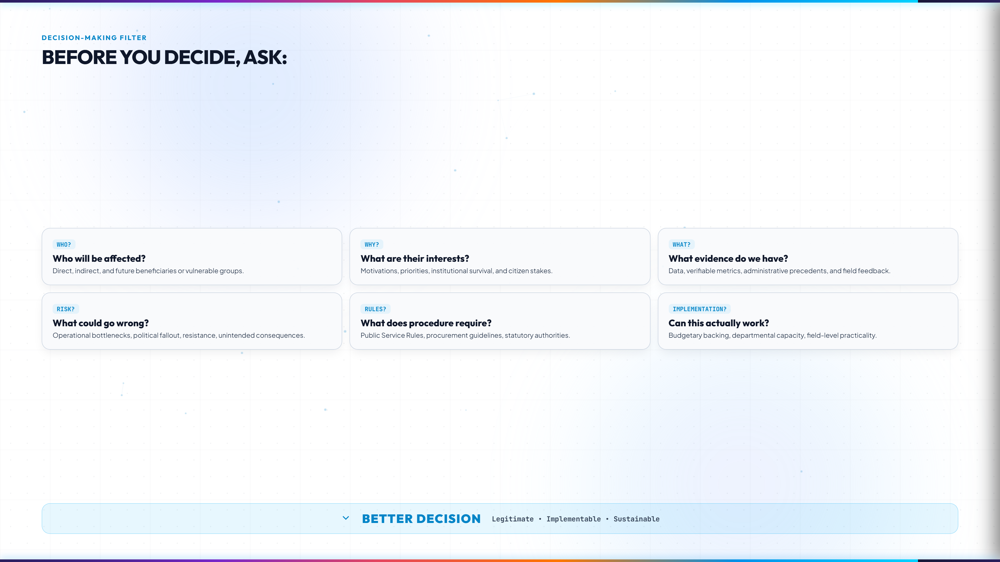 DECISION-MAKING FILTER
BEFORE YOU DECIDE, ASK:
WHO?
Who will be affected?
Direct, indirect, and future beneficiaries or vulnerable groups.
WHY?
What are their interests?
Motivations, priorities, institutional survival, and citizen stakes.
WHAT?
What evidence do we have?
Data, verifiable metrics, administrative precedents, and field feedback.
RISK?
What could go wrong?
Operational bottlenecks, political fallout, resistance, unintended consequences.
RULES?
What does procedure require?
Public Service Rules, procurement guidelines, statutory authorities.
IMPLEMENTATION?
Can this actually work?
Budgetary backing, departmental capacity, field-level practicality.
BETTER DECISION Legitimate • Implementable • Sustainable